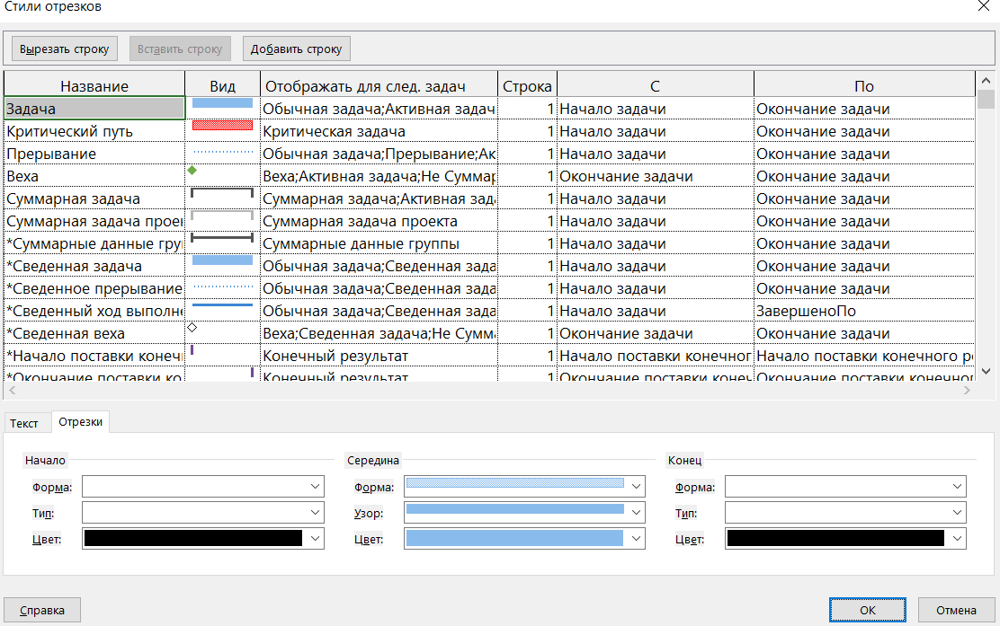 Стили отрезков
Вырезать строку Вставить строку Добавить строку
Название Вид Отображать для след. задач Строка С По
Задача Обычная задача;Активная задач 1 Начало задачи Окончание задачи
Критический путь Критическая задача 1 Начало задачи Окончание задачи
Прерывание Обычная задача;Прерывание;Ак 1 Начало задачи Окончание задачи
Веха Веха;Активная задача;Не Суммар 1 Окончание задачи Окончание задачи
Суммарная задача Суммарная задача;Активная зада 1 Начало задачи Окончание задачи
Суммарная задача проек Суммарная задача проекта 1 Начало задачи Окончание задачи
*Суммарные данные груп Суммарные данные группы 1 Начало задачи Окончание задачи
*Сведенная задача Обычная задача;Сведенная зада 1 Начало задачи Окончание задачи
*Сведенное прерывание Обычная задача;Сведенная зада 1 Начало задачи Окончание задачи
*Сведенный ход выполне Обычная задача;Сведенная зада 1 Начало задачи ЗавершеноПо
*Сведенная веха Веха;Сведенная задача;Не Сумма 1 Окончание задачи Окончание задачи
*Начало поставки конечн Конечный результат 1 Начало поставки конечног Начало поставки конечного ре
*Окончание поставки ко Конечный результат 1 Окончание поставки конеч Окончание поставки конечног
Текст Отрезки
Начало Середина Конец
Форма: Форма: Форма:
Тип: Узор: Тип:
Цвет: Цвет: Цвет:
Справка ОК Отмена